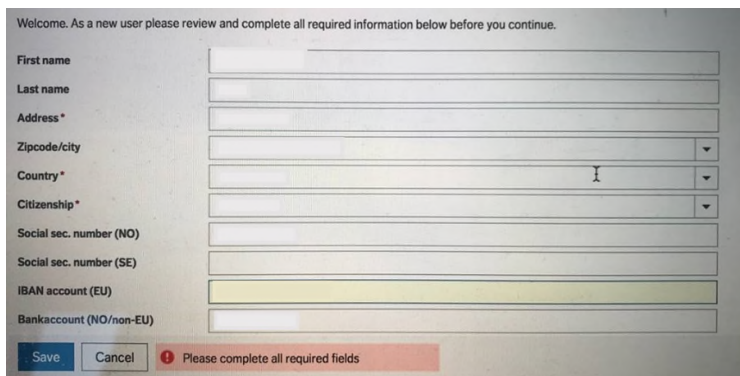 Welcome. As a new user please review and complete all required information below before you continue.
First name
Last name
Address*
Zipcode/city
Country*
Citizenship*
Social sec. number (NO)
Social sec. number (SE)
IBAN account (EU)
Bankaccount (NO/non-EU)
Save Cancel ! Please complete all required fields